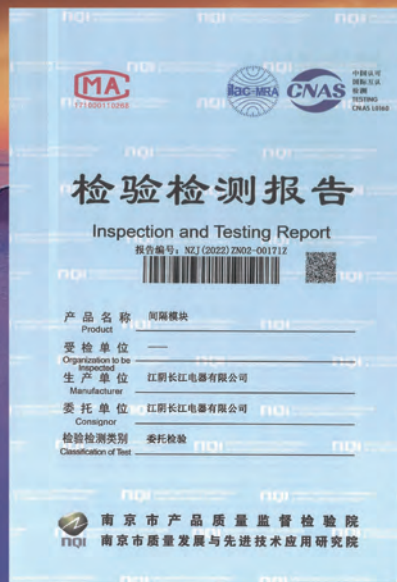 MA
171800110268
ilac-MRA
CNAS
中国认可
国际互认
检测
TESTING
CNAS L0160
检验检测报告
Inspection and Testing Report
报告编号：NZJ(2022)ZN02-00171Z
产品名称 间隔模块
Product
受检单位 ——
Organization to be
Inspected
生产单位 江阴长江电器有限公司
Manufacturer
委托单位 江阴长江电器有限公司
Consignor
检验检测类别 委托检验
Classification of Test
nqi
南京市产品质量监督检验院
南京市质量发展与先进技术应用研究院